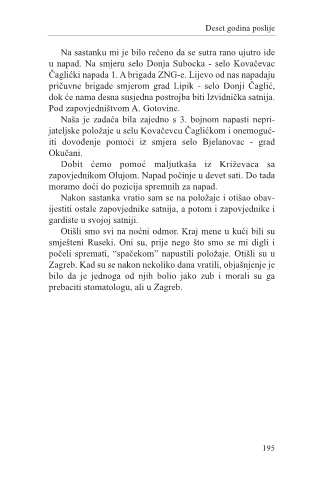 Deset godina poslije
Na sastanku mi je bilo rečeno da se sutra rano ujutro ide
u napad. Na smjeru selo Donja Subocka - selo Kovačevac
Čaglićki napada 1. A brigada ZNG-e. Lijevo od nas napadaju
pričuvne brigade smjerom grad Lipik - selo Donji Čaglić,
dok će nama desna susjedna postrojba biti Izvidnička satnija.
Pod zapovjedništvom A. Gotovine.
Naša je zadaća bila zajedno s 3. bojnom napasti nepri-
jateljske položaje u selu Kovačevcu Čaglićkom i onemoguć-
iti dovođenje pomoći iz smjera selo Bjelanovac - grad
Okučani.
Dobit ćemo pomoć maljutkaša iz Križevaca sa
zapovjednikom Olujom. Napad počinje u devet sati. Do tada
moramo doći do pozicija spremnih za napad.
Nakon sastanka vratio sam se na položaje i otišao obav-
ijestiti ostale zapovjednike satnija, a potom i zapovjednike i
gardiste u svojoj satniji.
Otišli smo svi na noćni odmor. Kraj mene u kući bili su
smješteni Ruseki. Oni su, prije nego što smo se mi digli i
počeli spremati, “spačekom” napustili položaje. Otišli su u
Zagreb. Kad su se nakon nekoliko dana vratili, objašnjenje je
bilo da je jednoga od njih bolio jako zub i morali su ga
prebaciti stomatologu, ali u Zagreb.
195